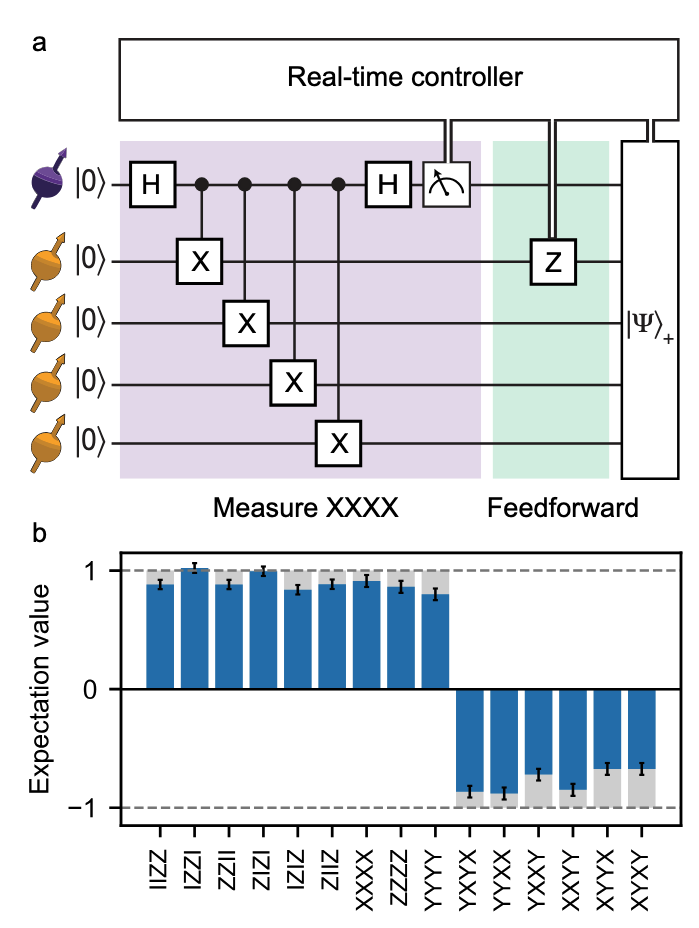 a
Real-time controller
|0⟩ H H
|0⟩ X Z
|0⟩ X |Ψ⟩+
|0⟩ X
|0⟩ X
Measure XXXX Feedforward
b
Expectation value
1
0
−1
IIZZ
IZZI
ZZII
ZIZI
IZIZ
ZIIZ
XXXX
ZZZZ
YYYY
YXYX
YYXX
YXXY
XXYY
XYYX
XYXY